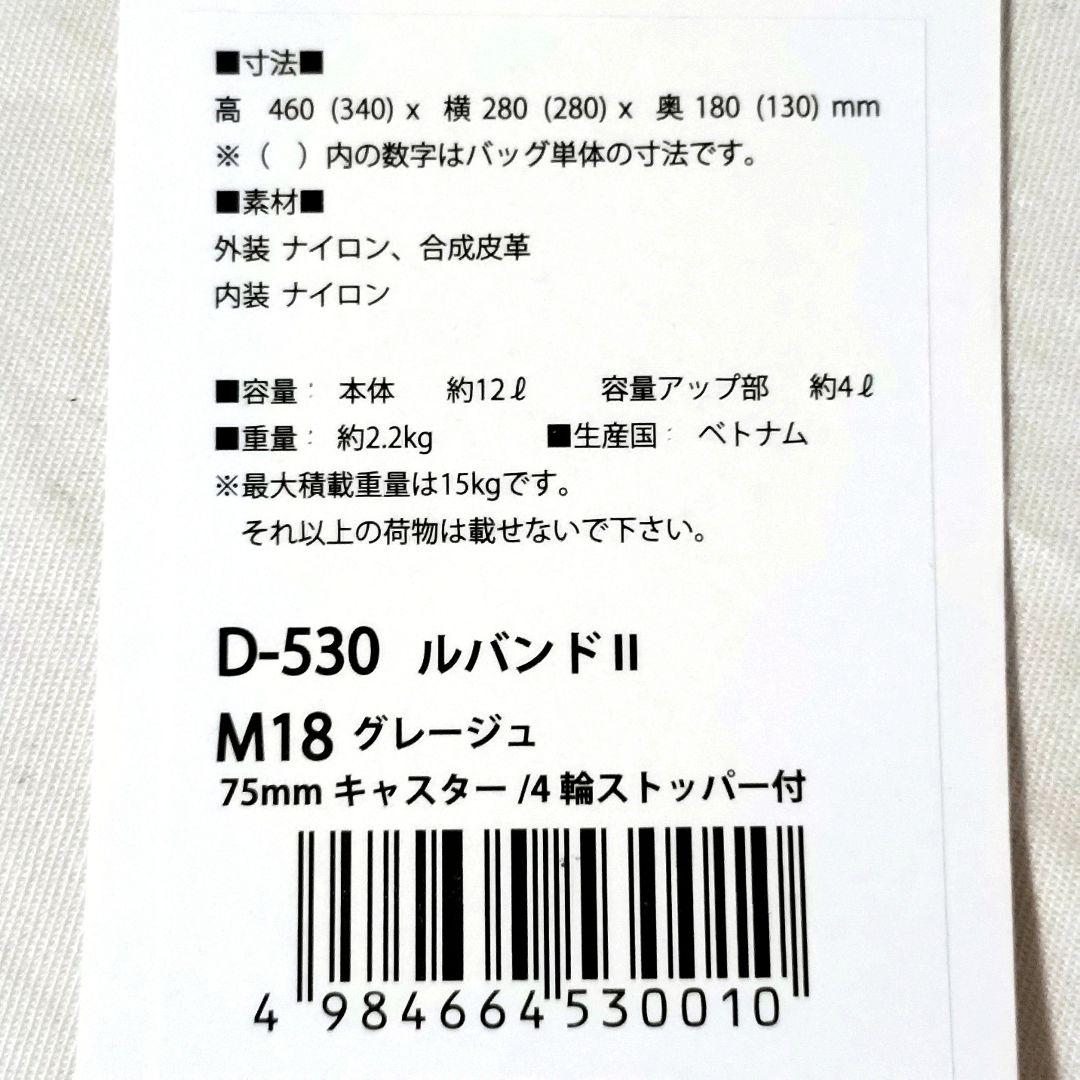 ■寸法■
高 460 (340) x 横 280 (280) x 奥 180 (130) mm
※（ ）内の数字はバッグ単体の寸法です。
■素材■
外装 ナイロン、合成皮革
内装 ナイロン
■容量： 本体 約12ℓ 容量アップ部 約4ℓ
■重量： 約2.2kg ■生産国： ベトナム
※最大積載重量は15kgです。
それ以上の荷物は載せないで下さい。
D-530 ルバンドⅡ
M18 グレージュ
75mm キャスター /4 輪ストッパー付
4 984664 530010